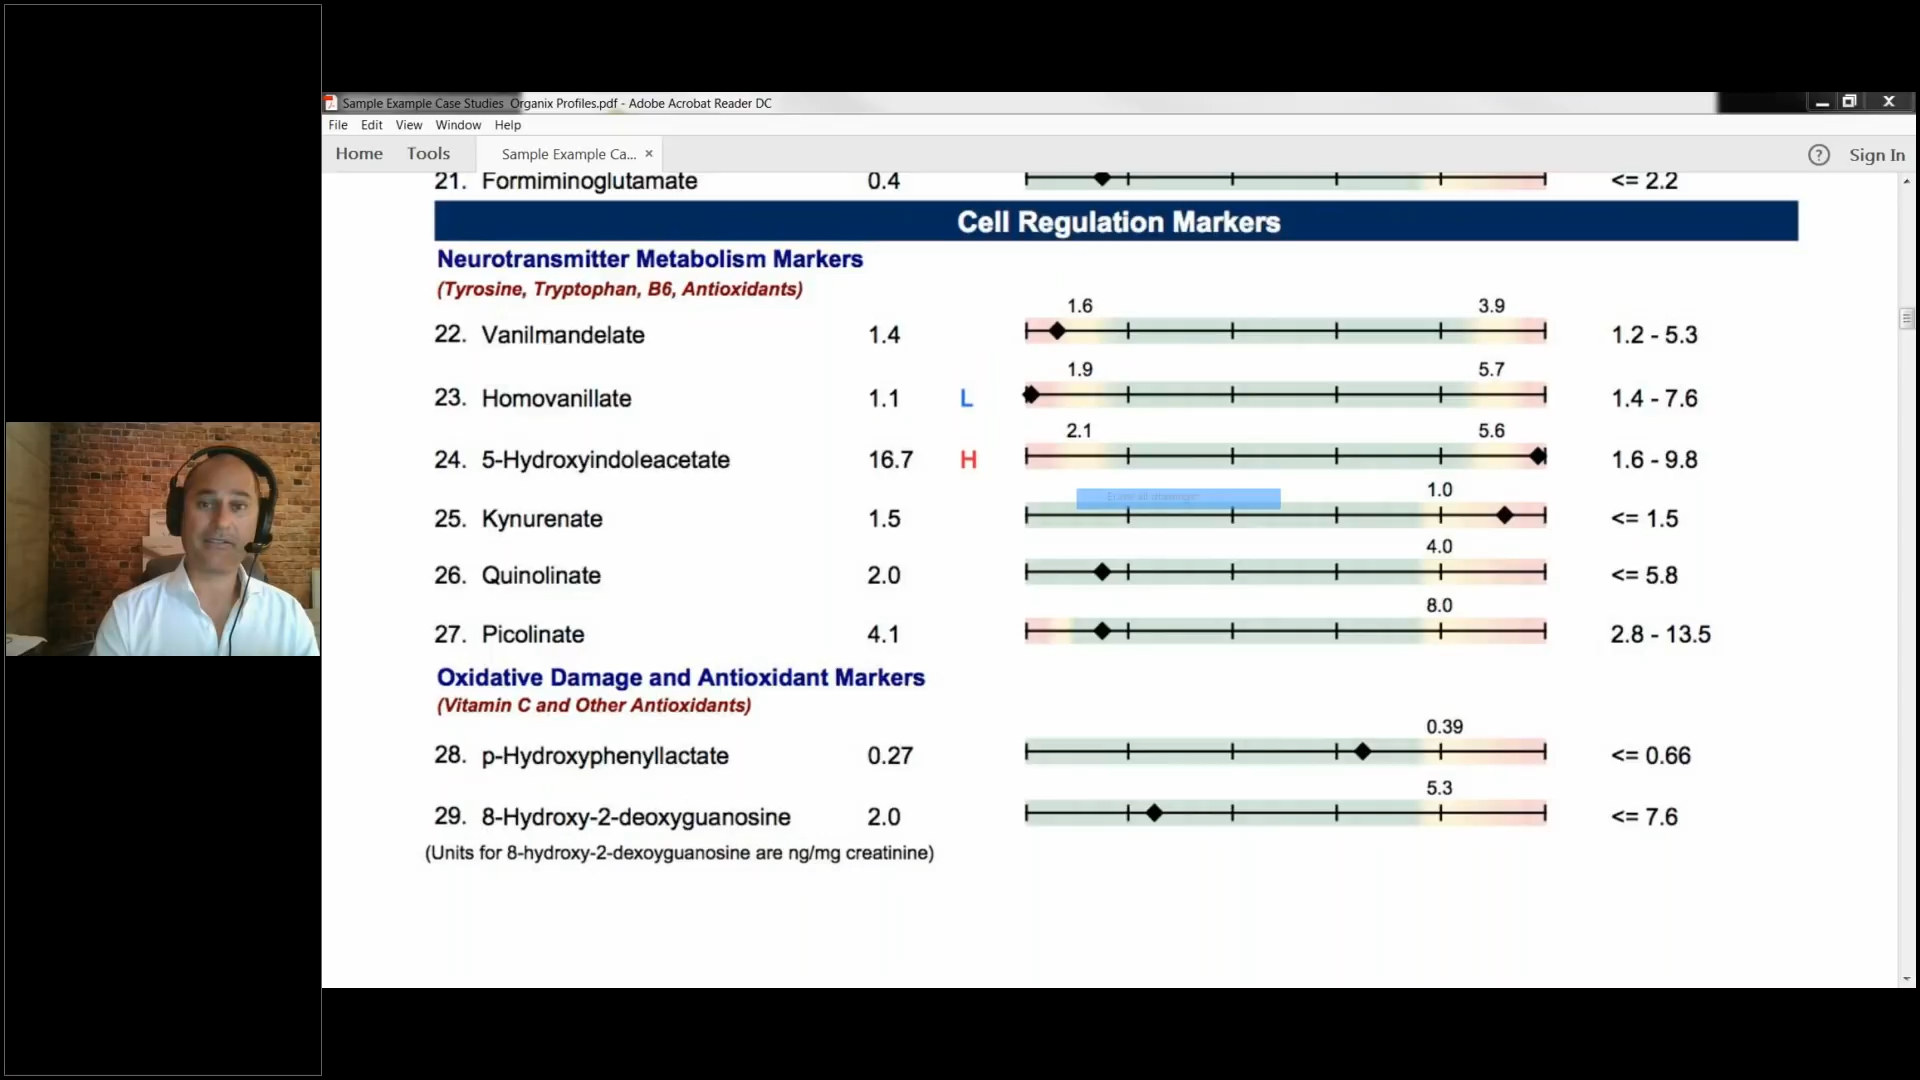 Sample Example Case Studies Organix Profiles.pdf - Adobe Acrobat Reader DC
File Edit View Window Help
Home Tools Sample Example Ca... × ? Sign In
21. Formiminoglutamate 0.4 <= 2.2
Cell Regulation Markers
Neurotransmitter Metabolism Markers
(Tyrosine, Tryptophan, B6, Antioxidants)
1.6 3.9
22. Vanilmandelate 1.4 1.2 - 5.3
1.9 5.7
23. Homovanillate 1.1 L 1.4 - 7.6
2.1 5.6
24. 5-Hydroxyindoleacetate 16.7 H 1.6 - 9.8
1.0
25. Kynurenate 1.5 <= 1.5
4.0
26. Quinolinate 2.0 <= 5.8
8.0
27. Picolinate 4.1 2.8 - 13.5
Oxidative Damage and Antioxidant Markers
(Vitamin C and Other Antioxidants)
0.39
28. p-Hydroxyphenyllactate 0.27 <= 0.66
5.3
29. 8-Hydroxy-2-deoxyguanosine 2.0 <= 7.6
(Units for 8-hydroxy-2-dexoyguanosine are ng/mg creatinine)